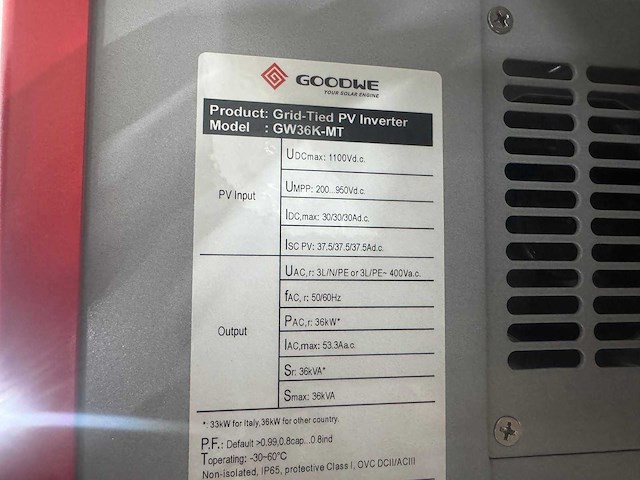 GOODWE
YOUR SOLAR ENGINE
Product: Grid-Tied PV Inverter
Model : GW36K-MT
PV Input
UDCmax: 1100Vd.c.
UMPP: 200...950Vd.c.
IDC,max: 30/30/30Ad.c.
ISC PV: 37.5/37.5/37.5Ad.c.
Output
UAC,r: 3L/N/PE or 3L/PE~ 400Va.c.
fAC,r: 50/60Hz
PAC,r: 36kW*
IAC,max: 53.3Aa.c.
Sr: 36kVA*
Smax: 36kVA
*: 33kW for Italy,36kW for other country.
P.F.: Default >0.99,0.8cap...0.8ind
Toperating: -30~60°C
Non-isolated, IP65, protective Class I, OVC DCII/ACIII